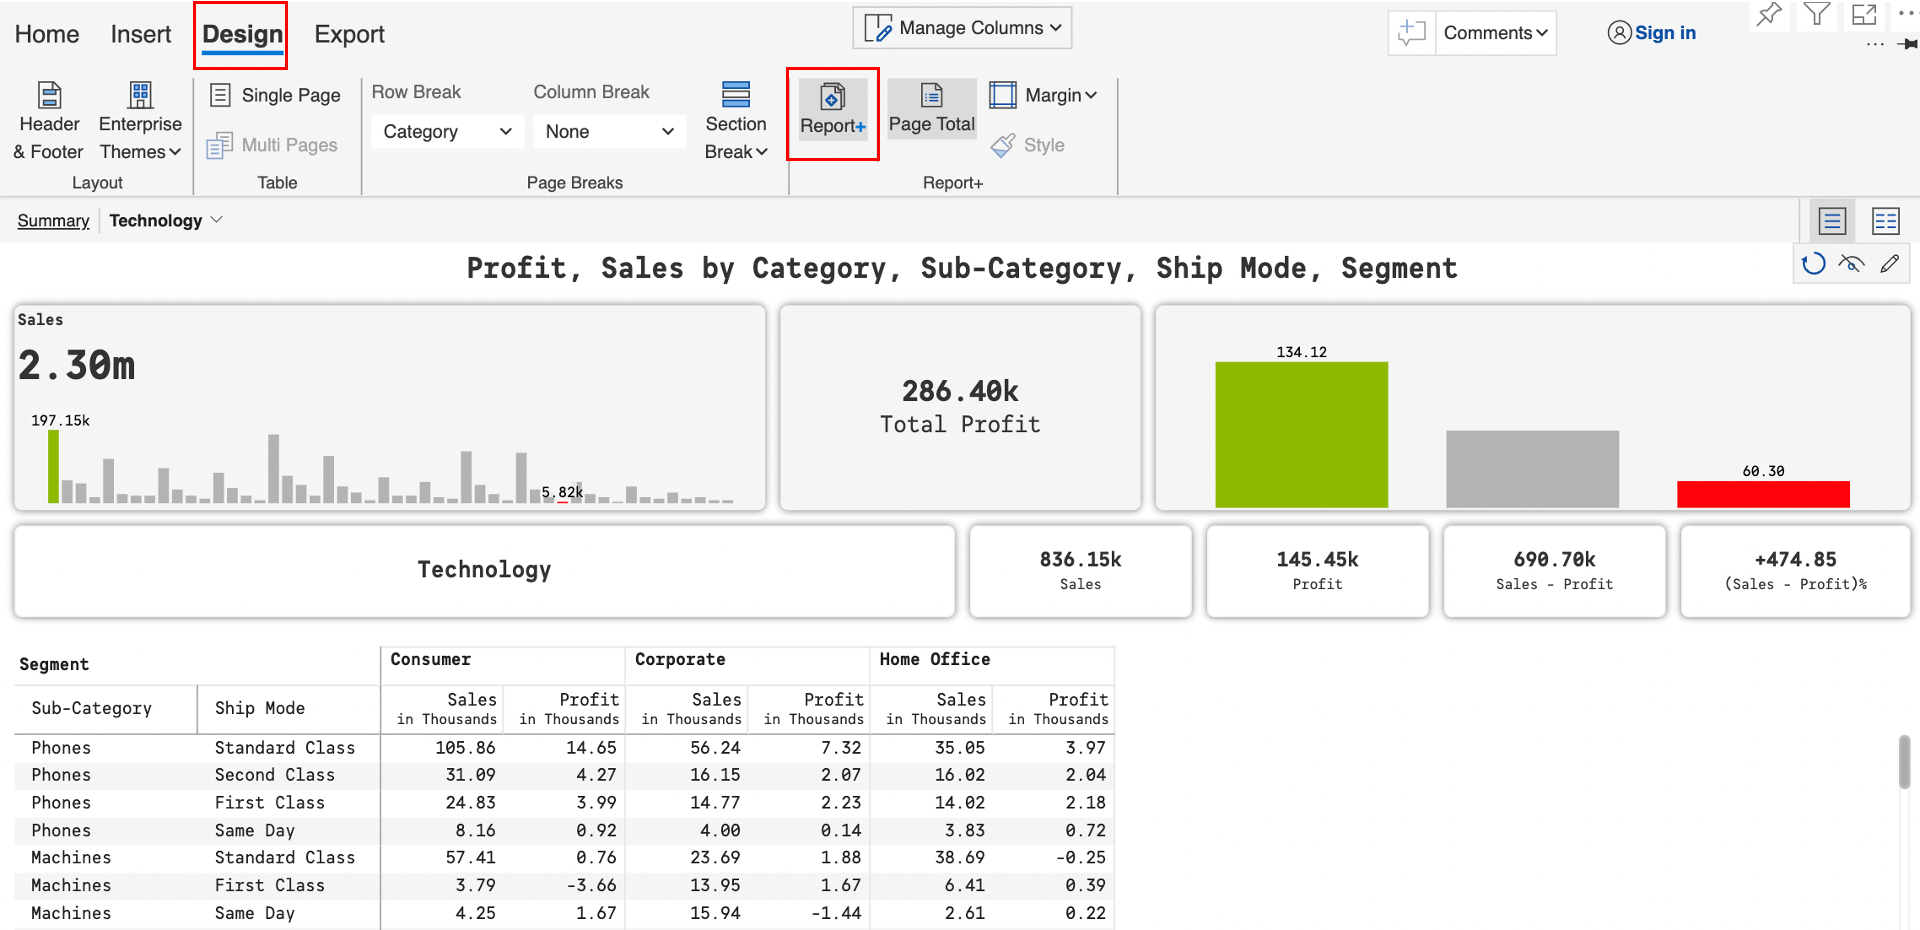 Home Insert Design Export Manage Columns Comments Sign in
Header & Footer
Enterprise Themes
Layout
Single Page
Multi Pages
Table
Row Break Column Break
Category None
Section Break
Page Breaks
Report+ Page Total Margin
Style
Report+
Summary Technology
Profit, Sales by Category, Sub-Category, Ship Mode, Segment
Sales
2.30m
197.15k
5.82k
286.40k
Total Profit
134.12
60.30
Technology
836.15k
Sales
145.45k
Profit
690.70k
Sales - Profit
+474.85
(Sales - Profit)%
Segment Consumer Corporate Home Office
Sub-Category Ship Mode Sales Profit Sales Profit Sales Profit
in Thousands in Thousands in Thousands in Thousands in Thousands in Thousands
Phones Standard Class 105.86 14.65 56.24 7.32 35.05 3.97
Phones Second Class 31.09 4.27 16.15 2.07 16.02 2.04
Phones First Class 24.83 3.99 14.77 2.23 14.02 2.18
Phones Same Day 8.16 0.92 4.00 0.14 3.83 0.72
Machines Standard Class 57.41 0.76 23.69 1.88 38.69 -0.25
Machines First Class 3.79 -3.66 13.95 1.67 6.41 0.39
Machines Same Day 4.25 1.67 15.94 -1.44 2.61 0.22